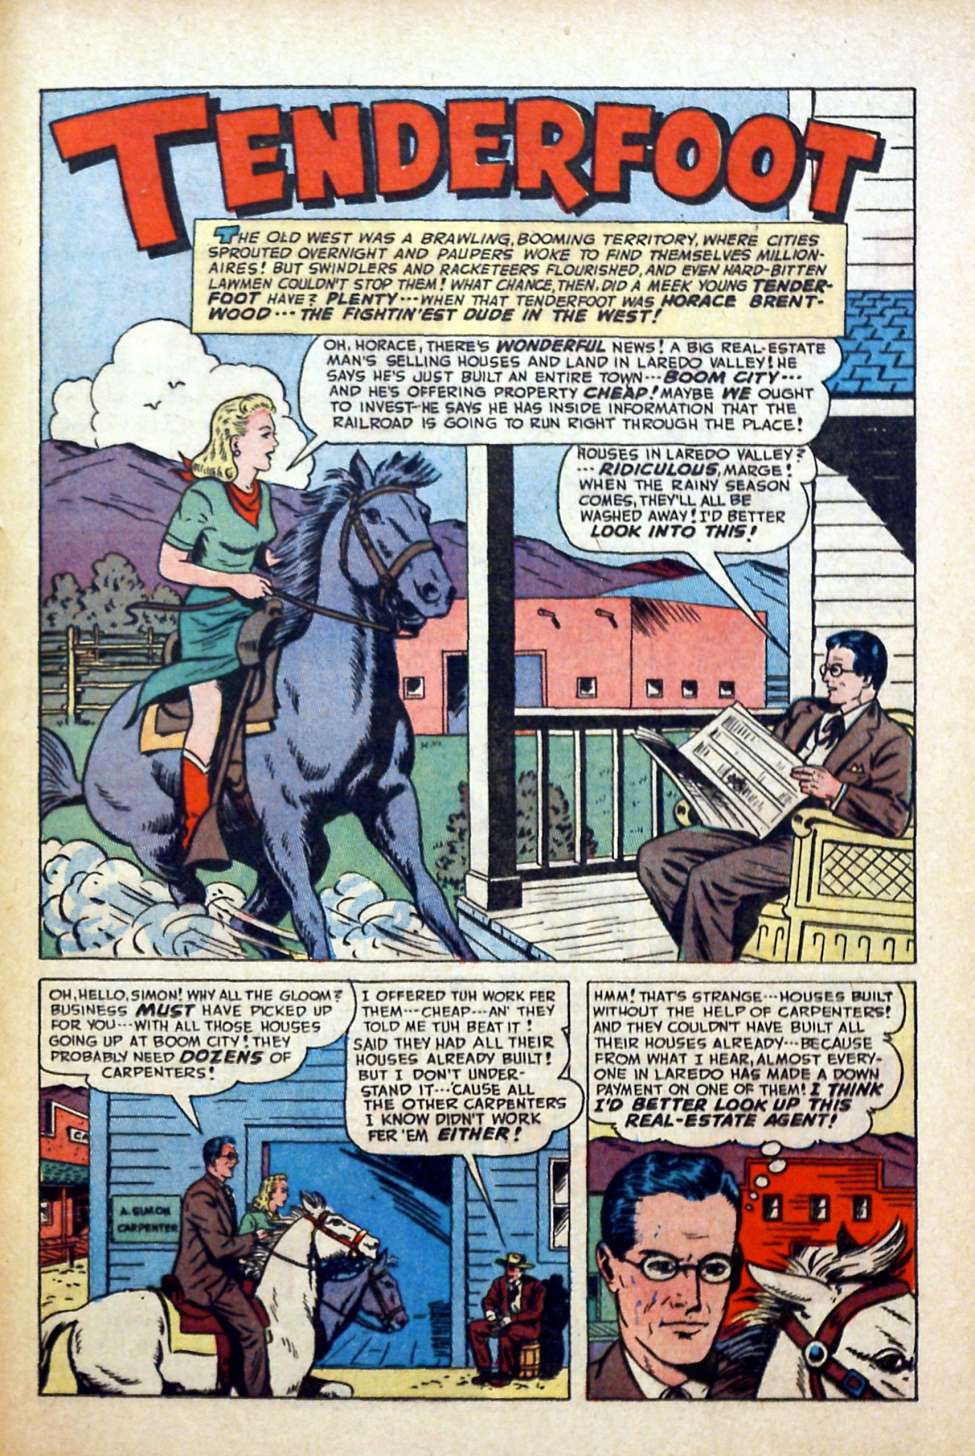 TENDERFOOT
THE OLD WEST WAS A BRAWLING, BOOMING TERRITORY, WHERE CITIES
SPROUTED OVERNIGHT AND PAUPERS WOKE TO FIND THEMSELVES MILLION-
AIRES! BUT SWINDLERS AND RACKETEERS FLOURISHED, AND EVEN HARD-BITTEN
LAWMEN COULDN'T STOP THEM! WHAT CHANCE, THEN, DID A MEEK YOUNG TENDER-
FOOT HAVE? PLENTY---WHEN THAT TENDERFOOT WAS HORACE BRENT-
WOOD---THE FIGHTIN'EST DUDE IN THE WEST!
OH, HORACE, THERE'S WONDERFUL NEWS! A BIG REAL-ESTATE
MAN'S SELLING HOUSES AND LAND IN LAREDO VALLEY! HE
SAYS HE'S JUST BUILT AN ENTIRE TOWN---BOOM CITY---
AND HE'S OFFERING PROPERTY CHEAP! MAYBE WE OUGHT
TO INVEST--HE SAYS HE HAS INSIDE INFORMATION THAT THE
RAILROAD IS GOING TO RUN RIGHT THROUGH THE PLACE!
HOUSES IN LAREDO VALLEY?
---RIDICULOUS, MARGE!
WHEN THE RAINY SEASON
COMES, THEY'LL ALL BE
WASHED AWAY! I'D BETTER
LOOK INTO THIS!
OH, HELLO, SIMON! WHY ALL THE GLOOM?
BUSINESS MUST HAVE PICKED UP
FOR YOU---WITH ALL THOSE HOUSES
GOING UP AT BOOM CITY! THEY
PROBABLY NEED DOZENS OF
CARPENTERS!
I OFFERED TUH WORK FER
THEM---CHEAP---AN' THEY
TOLD ME TUH BEAT IT!
SAID THEY HAD ALL THEIR
HOUSES ALREADY BUILT!
BUT I DON'T UNDER-
STAND IT---'CAUSE ALL
THE OTHER CARPENTERS
I KNOW DIDN'T WORK
FER 'EM EITHER!
CA
A. SIMON
CARPENTER
HMM! THAT'S STRANGE---HOUSES BUILT
WITHOUT THE HELP OF CARPENTERS!
AND THEY COULDN'T HAVE BUILT ALL
THEIR HOUSES ALREADY---BECAUSE
FROM WHAT I HEAR, ALMOST EVERY-
ONE IN LAREDO HAS MADE A DOWN
PAYMENT ON ONE OF THEM! I THINK
I'D BETTER LOOK UP THIS
REAL-ESTATE AGENT!